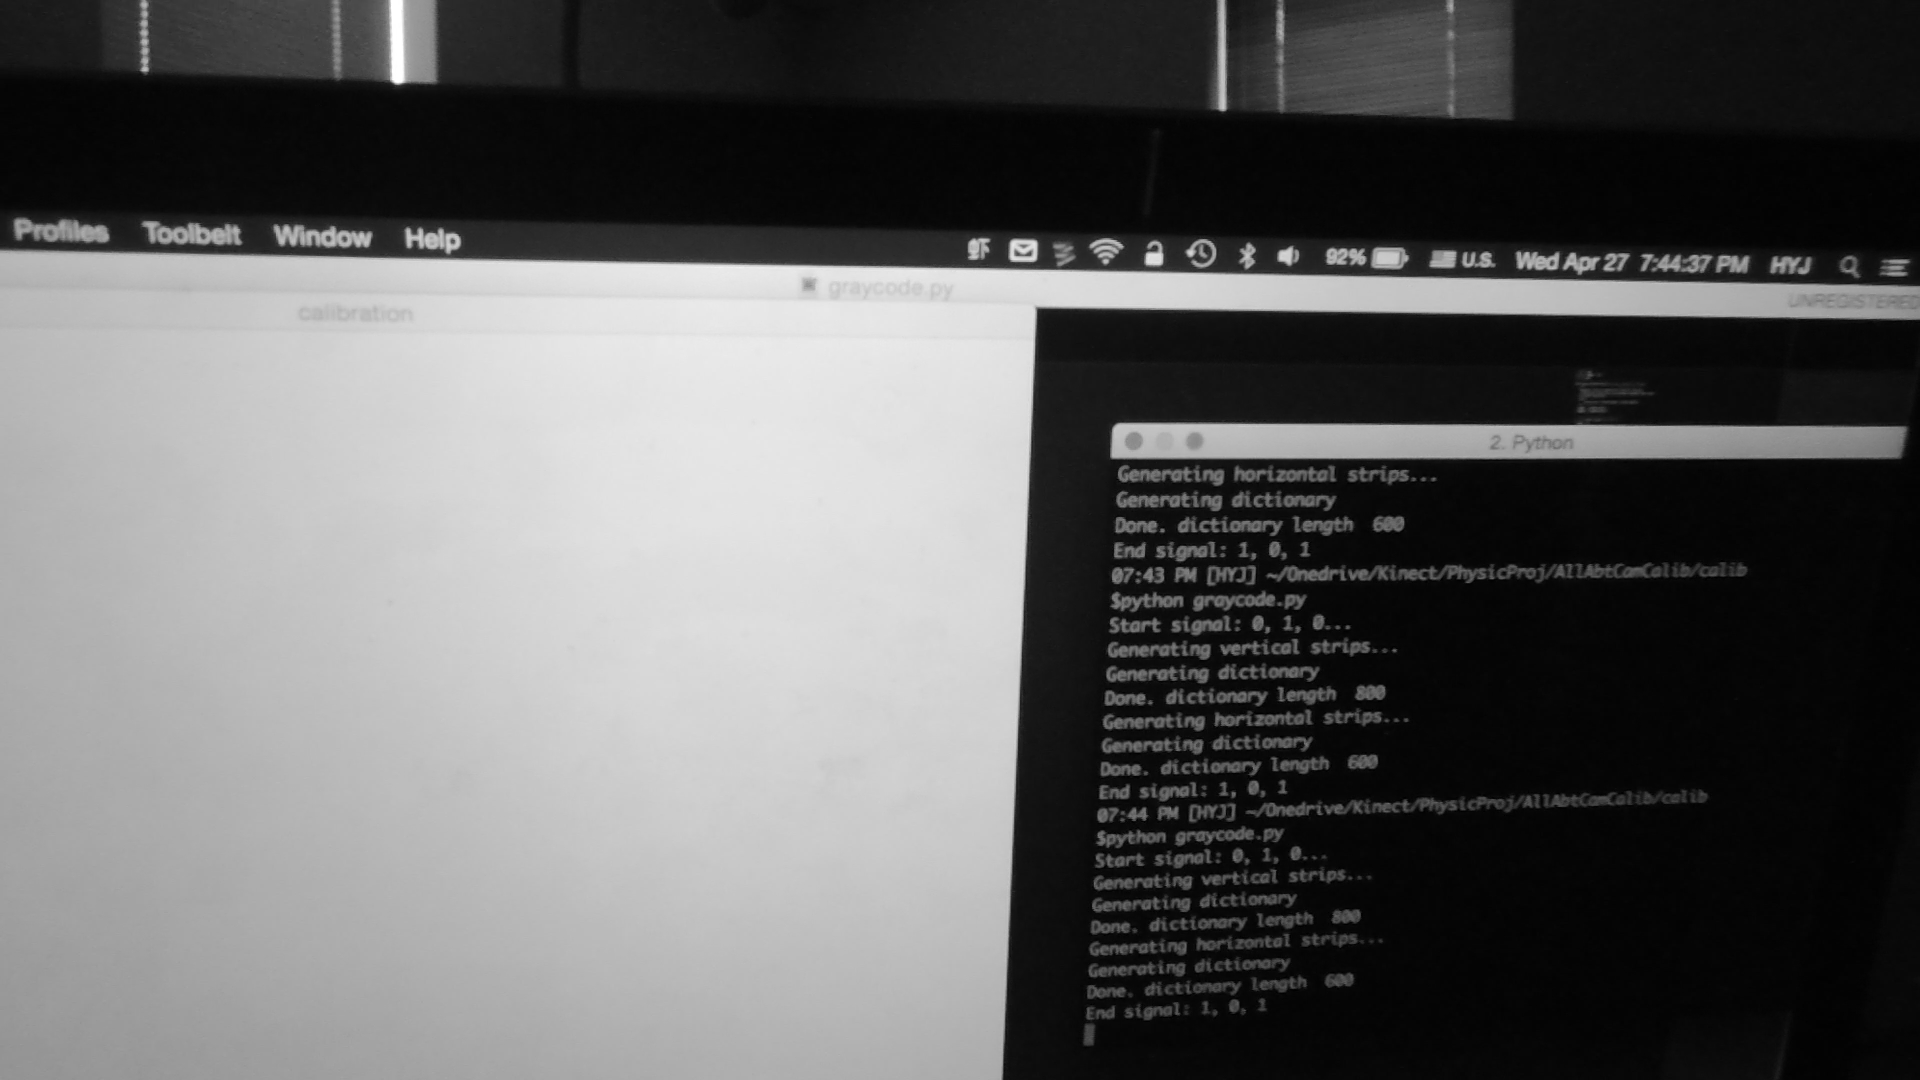 Profiles Toolbelt Window Help 虾 92% U.S. Wed Apr 27 7:44:37 PM HYJ
graycode.py
UNREGISTERED
calibration
2. Python
Generating horizontal strips...
Generating dictionary
Done. dictionary length 600
End signal: 1, 0, 1
07:43 PM [HYJ] ~/Onedrive/Kinect/PhysicProj/AllAbtCamCalib/calib
$python graycode.py
Start signal: 0, 1, 0...
Generating vertical strips...
Generating dictionary
Done. dictionary length 800
Generating horizontal strips...
Generating dictionary
Done. dictionary length 600
End signal: 1, 0, 1
07:44 PM [HYJ] ~/Onedrive/Kinect/PhysicProj/AllAbtCamCalib/calib
$python graycode.py
Start signal: 0, 1, 0...
Generating vertical strips...
Generating dictionary
Done. dictionary length 800
Generating horizontal strips...
Generating dictionary
Done. dictionary length 600
End signal: 1, 0, 1